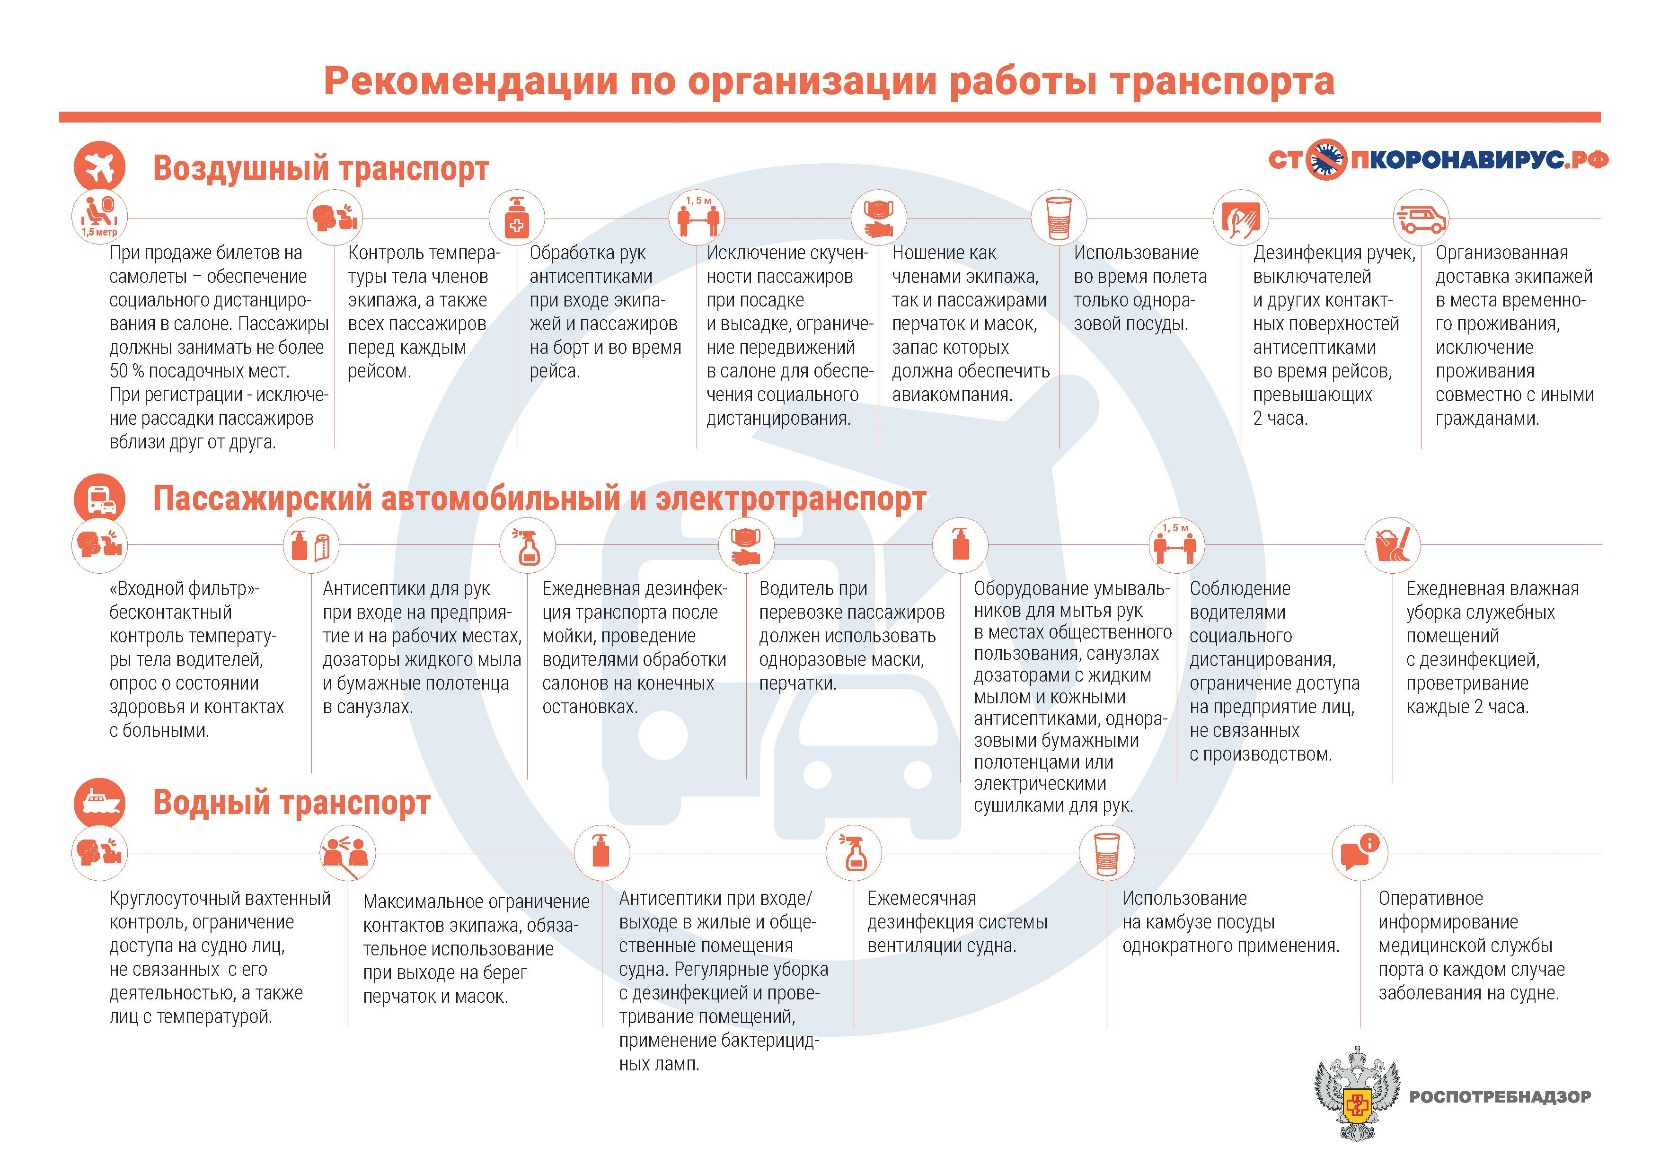 Рекомендации по организации работы транспорта
СТОПКОРОНАВИРУС.РФ
Воздушный транспорт
1,5 метр
При продаже билетов на
самолеты – обеспечение
социального дистанциро-
вания в салоне. Пассажиры
должны занимать не более
50 % посадочных мест.
При регистрации - исключе-
ние рассадки пассажиров
вблизи друг от друга.
Контроль темпера-
туры тела членов
экипажа, а также
всех пассажиров
перед каждым
рейсом.
Обработка рук
антисептиками
при входе экипа-
жей и пассажиров
на борт и во время
рейса.
1, 5 м
Исключение скучен-
ности пассажиров
при посадке
и высадке, ограниче-
ние передвижений
в салоне для обеспе-
чения социального
дистанцирования.
Ношение как
членами экипажа,
так и пассажирами
перчаток и масок,
запас которых
должна обеспечить
авиакомпания.
Использование
во время полета
только однора-
зовой посуды.
Дезинфекция ручек,
выключателей
и других контакт-
ных поверхностей
антисептиками
во время рейсов,
превышающих
2 часа.
Организованная
доставка экипажей
в места временно-
го проживания,
исключение
проживания
совместно с иными
гражданами.
Пассажирский автомобильный и электротранспорт
«Входной фильтр»-
бесконтактный
контроль температу-
ры тела водителей,
опрос о состоянии
здоровья и контактах
с больными.
Антисептики для рук
при входе на предприя-
тие и на рабочих местах,
дозаторы жидкого мыла
и бумажные полотенца
в санузлах.
Ежедневная дезинфек-
ция транспорта после
мойки, проведение
водителями обработки
салонов на конечных
остановках.
Водитель при
перевозке пассажиров
должен использовать
одноразовые маски,
перчатки.
Оборудование умываль-
ников для мытья рук
в местах общественного
пользования, санузлах
дозаторами с жидким
мылом и кожными
антисептиками, однора-
зовыми бумажными
полотенцами или
электрическими
сушилками для рук.
1, 5 м
Соблюдение
водителями
социального
дистанцирования,
ограничение доступа
на предприятие лиц,
не связанных
с производством.
Ежедневная влажная
уборка служебных
помещений
с дезинфекцией,
проветривание
каждые 2 часа.
Водный транспорт
Круглосуточный вахтенный
контроль, ограничение
доступа на судно лиц,
не связанных с его
деятельностью, а также
лиц с температурой.
Максимальное ограничение
контактов экипажа, обяза-
тельное использование
при выходе на берег
перчаток и масок.
Антисептики при входе/
выходе в жилые и обще-
ственные помещения
судна. Регулярные уборка
с дезинфекцией и прове-
тривание помещений,
применение бактерицид-
ных ламп.
Ежемесячная
дезинфекция системы
вентиляции судна.
Использование
на камбузе посуды
однократного применения.
Оперативное
информирование
медицинской службы
порта о каждом случае
заболевания на судне.
РОСПОТРЕБНАДЗОР